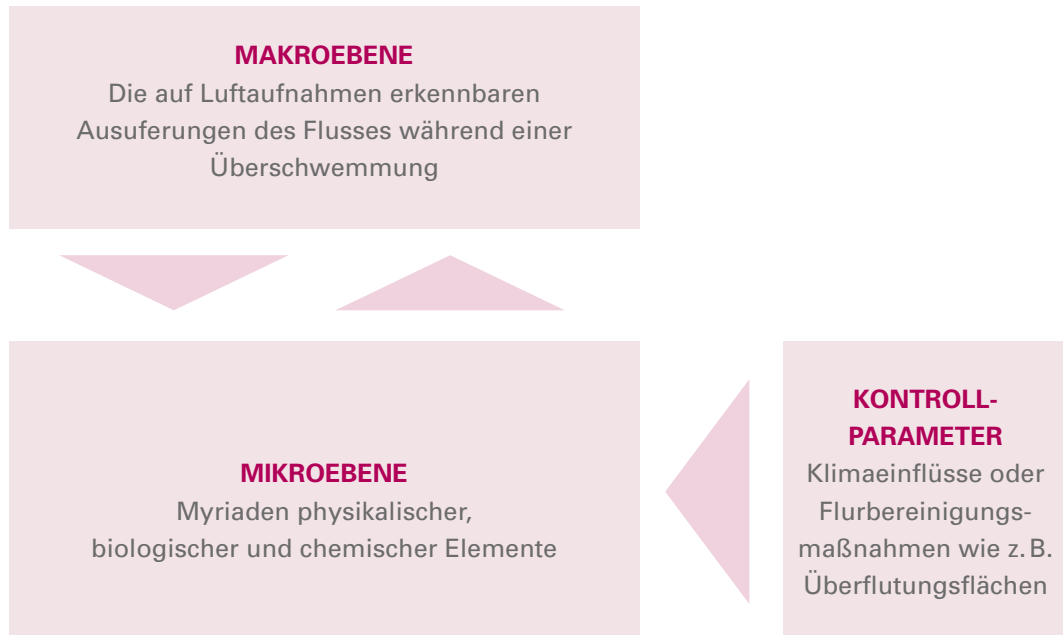 MAKROEBENE
Die auf Luftaufnahmen erkennbaren
Ausuferungen des Flusses während einer
Überschwemmung
MIKROEBENE
Myriaden physikalischer,
biologischer und chemischer Elemente
KONTROLL-
PARAMETER
Klimaeinflüsse oder
Flurbereinigungs-
maßnahmen wie z. B.
Überflutungsflächen